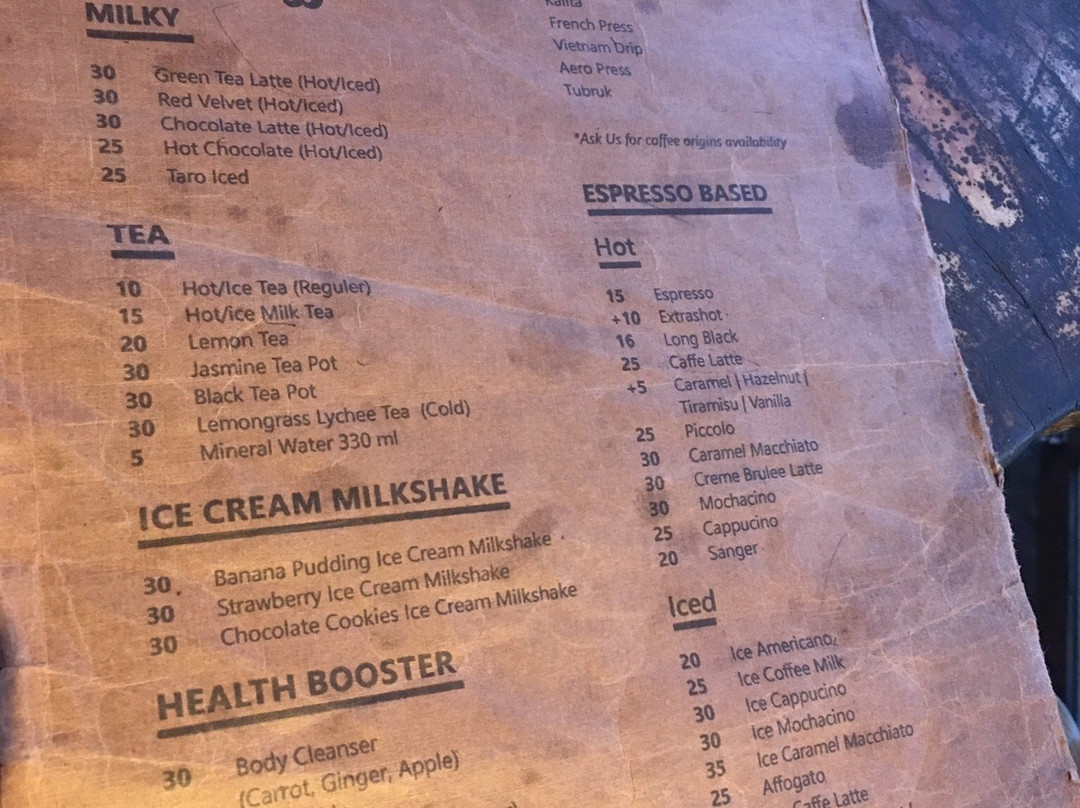 MILKY
30 Green Tea Latte (Hot/Iced)
30 Red Velvet (Hot/Iced)
30 Chocolate Latte (Hot/Iced)
25 Hot Chocolate (Hot/Iced)
25 Taro Iced
TEA
10 Hot/Ice Tea (Reguler)
15 Hot/ice Milk Tea
20 Lemon Tea
30 Jasmine Tea Pot
30 Black Tea Pot
30 Lemongrass Lychee Tea (Cold)
5 Mineral Water 330 ml
ICE CREAM MILKSHAKE
30 Banana Pudding Ice Cream Milkshake
30 Strawberry Ice Cream Milkshake
30 Chocolate Cookies Ice Cream Milkshake
HEALTH BOOSTER
30 Body Cleanser
(Carrot, Ginger, Apple)
Kalita
French Press
Vietnam Drip
Aero Press
Tubruk
*Ask Us for coffee origins availability
ESPRESSO BASED
Hot
15 Espresso
+10 Extrashot
16 Long Black
25 Caffe Latte
+5 Caramel | Hazelnut |
Tiramisu | Vanilla
25 Piccolo
30 Caramel Macchiato
30 Creme Brulee Latte
30 Mochacino
25 Cappucino
20 Sanger
Iced
20 Ice Americano
25 Ice Coffee Milk
30 Ice Cappucino
30 Ice Mochacino
35 Ice Caramel Macchiato
25 Affogato
Caffe Latte